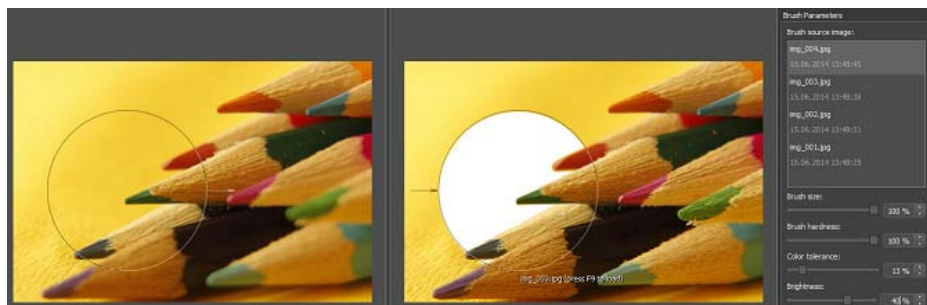 Brush Parameters
Brush source image:
img_004.jpg
15.06.2014 13:48:45
img_003.jpg
15.06.2014 13:48:38
img_002.jpg
15.06.2014 13:48:31
img_001.jpg
15.06.2014 13:48:25
Brush size:
100 %
Brush hardness:
100 %
Color tolerance:
13 %
Brightness:
40 %
img_003.jpg (press F9 to load)